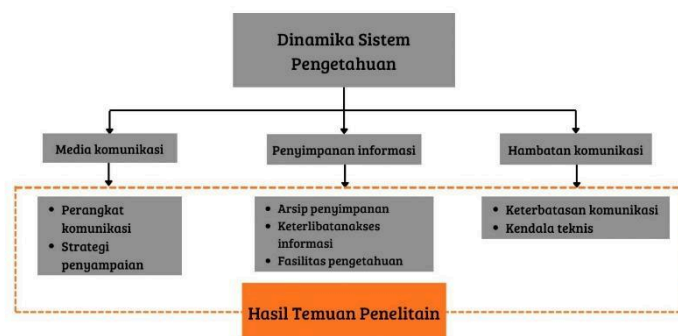 Dinamika Sistem
Pengetahuan
Media komunikasi
Penyimpanan informasi
Hambatan komunikasi
• Perangkat
komunikasi
• Strategi
penyampaian
• Arsip penyimpanan
• Keterlibatanakses
informasi
• Fasilitas pengetahuan
• Keterbatasan komunikasi
• Kendala teknis
Hasil Temuan Penelitain